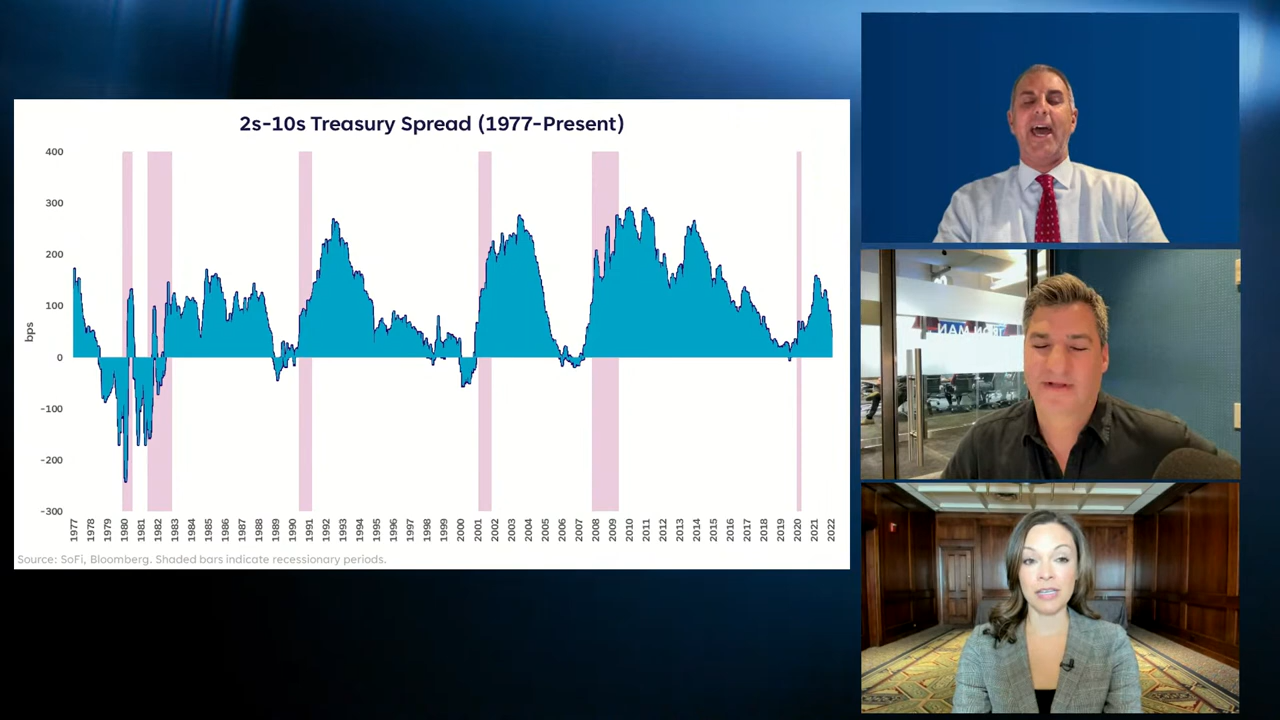 2s-10s Treasury Spread (1977-Present)
bps
400
300
200
100
0
-100
-200
-300
1977 1978 1979 1980 1981 1982 1983 1984 1985 1986 1987 1988 1989 1990 1991 1992 1993 1994 1995 1996 1997 1998 1999 2000 2001 2002 2003 2004 2005 2006 2007 2008 2009 2010 2011 2012 2013 2014 2015 2016 2017 2018 2019 2020 2021 2022
Source: SoFi, Bloomberg. Shaded bars indicate recessionary periods.
IRON MAN